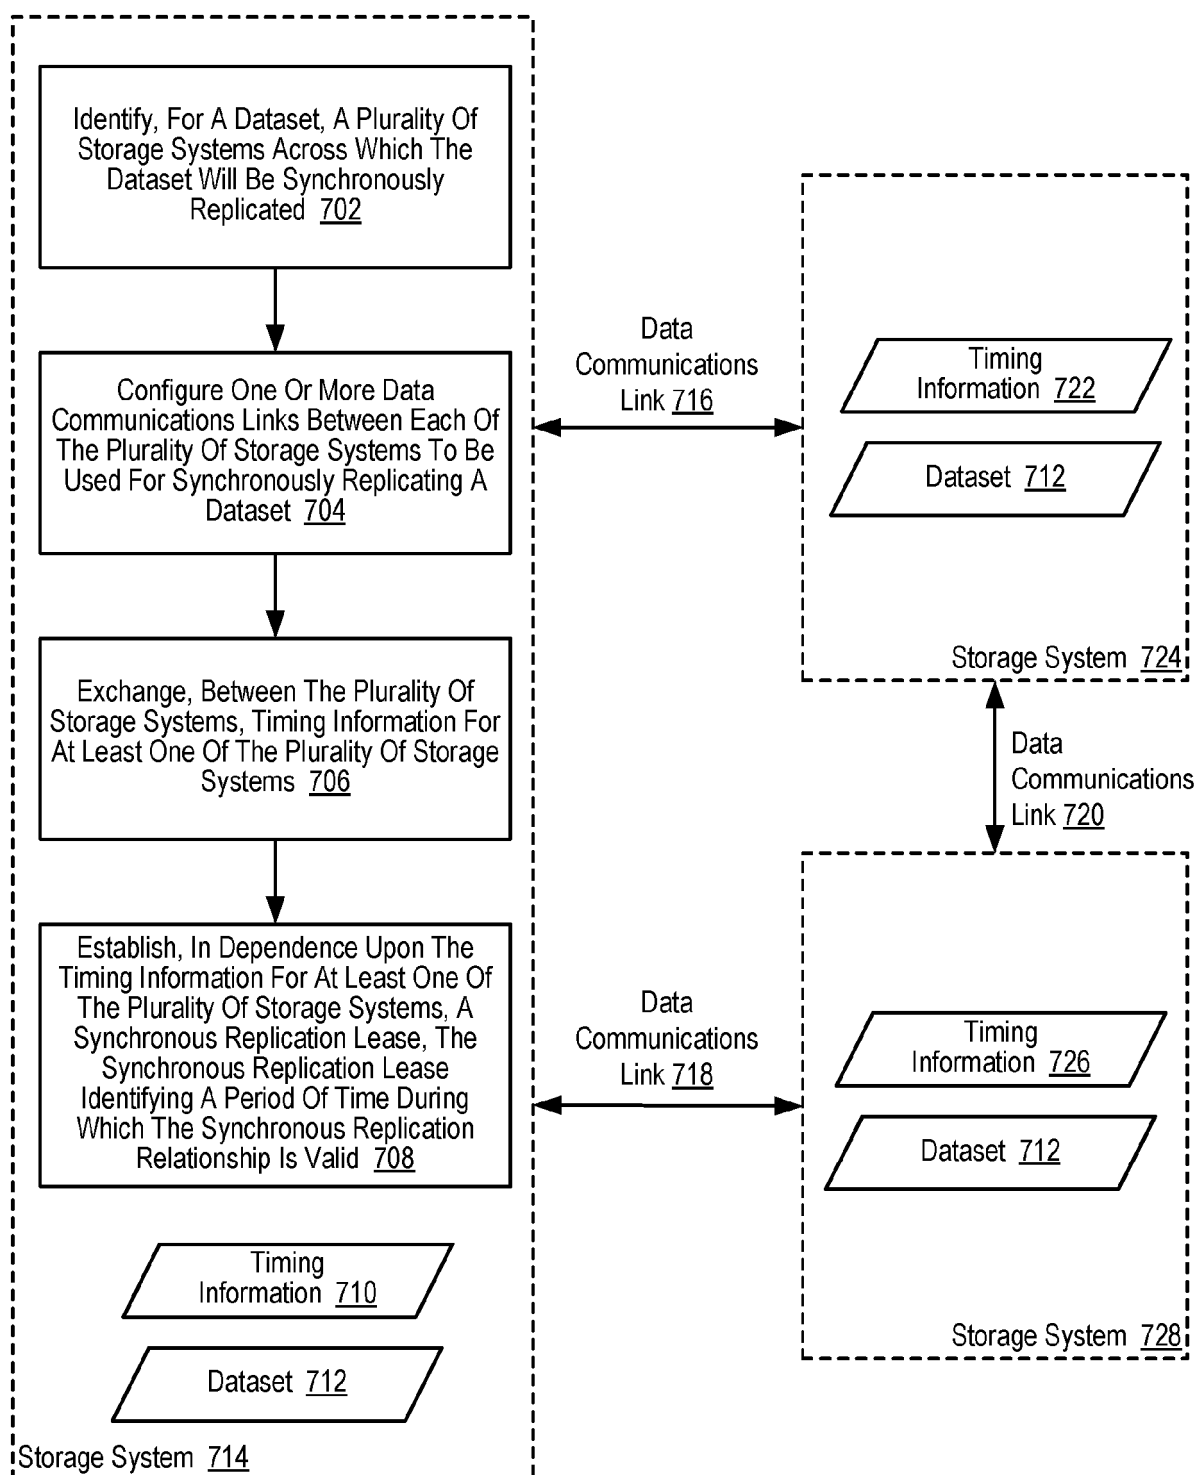 Identify, For A Dataset, A Plurality Of
Storage Systems Across Which The
Dataset Will Be Synchronously
Replicated 702
Configure One Or More Data
Communications Links Between Each Of
The Plurality Of Storage Systems To Be
Used For Synchronously Replicating A
Dataset 704
Exchange, Between The Plurality Of
Storage Systems, Timing Information For
At Least One Of The Plurality Of Storage
Systems 706
Establish, In Dependence Upon The
Timing Information For At Least One Of
The Plurality Of Storage Systems, A
Synchronous Replication Lease, The
Synchronous Replication Lease
Identifying A Period Of Time During
Which The Synchronous Replication
Relationship Is Valid 708
Timing
Information 710
Dataset 712
Storage System 714
Data
Communications
Link 716
Timing
Information 722
Dataset 712
Storage System 724
Data
Communications
Link 720
Data
Communications
Link 718
Timing
Information 726
Dataset 712
Storage System 728